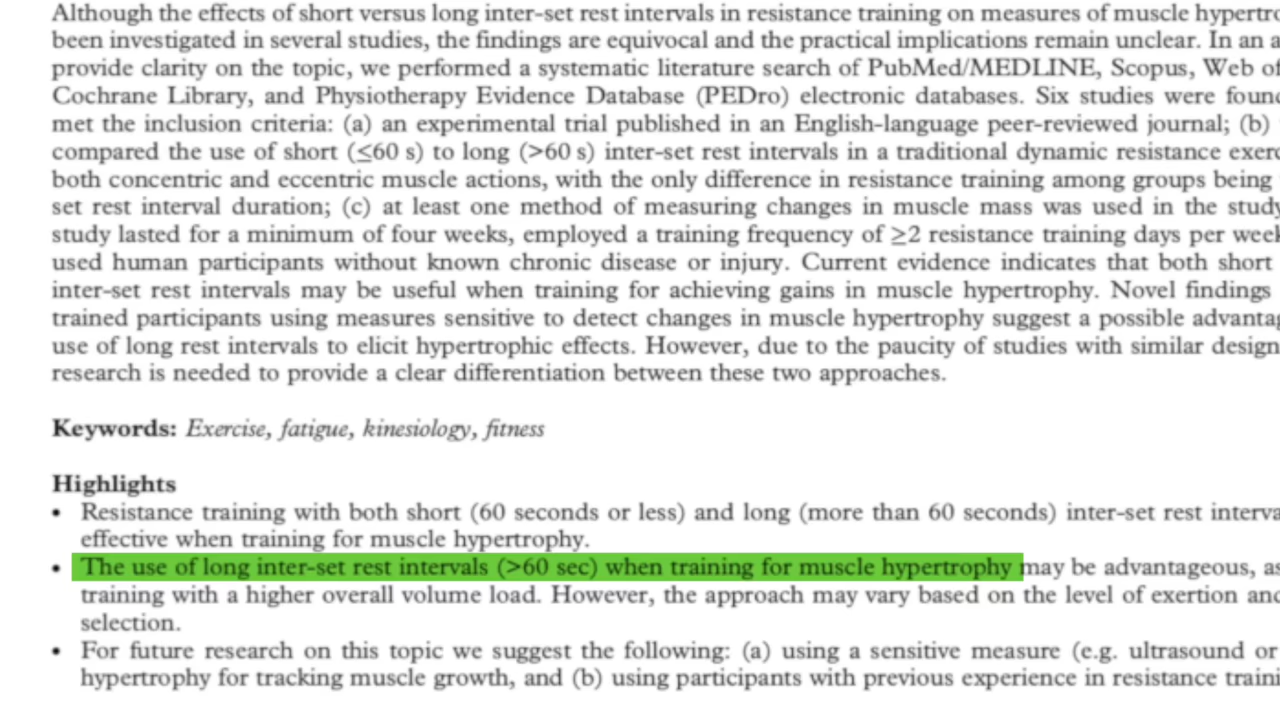 Although the effects of short versus long inter-set rest intervals in resistance training on measures of muscle
been investigated in several studies, the findings are equivocal and the practical implications remain unclear. In an
provide clarity on the topic, we performed a systematic literature search of PubMed/MEDLINE, Scopus, Web of
Cochrane Library, and Physiotherapy Evidence Database (PEDro) electronic databases. Six studies were
met the inclusion criteria: (a) an experimental trial published in an English-language peer-reviewed journal; (b)
compared the use of short (≤60 s) to long (>60 s) inter-set rest intervals in a traditional dynamic resistance
both concentric and eccentric muscle actions, with the only difference in resistance training among groups being
set rest interval duration; (c) at least one method of measuring changes in muscle mass was used in the study
study lasted for a minimum of four weeks, employed a training frequency of ≥2 resistance training days per
used human participants without known chronic disease or injury. Current evidence indicates that both short
inter-set rest intervals may be useful when training for achieving gains in muscle hypertrophy. Novel findings
trained participants using measures sensitive to detect changes in muscle hypertrophy suggest a possible
use of long rest intervals to elicit hypertrophic effects. However, due to the paucity of studies with similar design
research is needed to provide a clear differentiation between these two approaches.
Keywords: Exercise, fatigue, kinesiology, fitness
Highlights
• Resistance training with both short (60 seconds or less) and long (more than 60 seconds) inter-set rest
effective when training for muscle hypertrophy.
• The use of long inter-set rest intervals (>60 sec) when training for muscle hypertrophy may be advantageous, as
training with a higher overall volume load. However, the approach may vary based on the level of exertion
selection.
• For future research on this topic we suggest the following: (a) using a sensitive measure (e.g. ultrasound or
hypertrophy for tracking muscle growth, and (b) using participants with previous experience in resistance